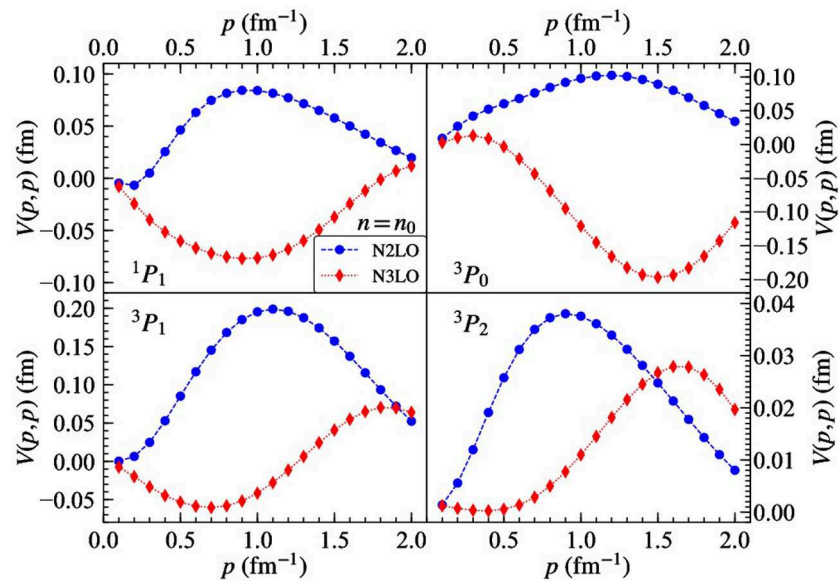 p (fm⁻¹) p (fm⁻¹)
0.0 0.5 1.0 1.5 2.0 0.5 1.0 1.5 2.0
V(p,p) (fm)
0.10
0.05
0.00
−0.05
−0.10
n = n₀
N2LO
N3LO
¹P₁
0.10
0.05
0.00
−0.05
−0.10
−0.15
−0.20
V(p,p) (fm)
³P₀
V(p,p) (fm)
0.20
0.15
0.10
0.05
0.00
−0.05
³P₁
³P₂
0.04
0.03
0.02
0.01
0.00
V(p,p) (fm)
0.0 0.5 1.0 1.5 2.0 0.5 1.0 1.5 2.0
p (fm⁻¹) p (fm⁻¹)